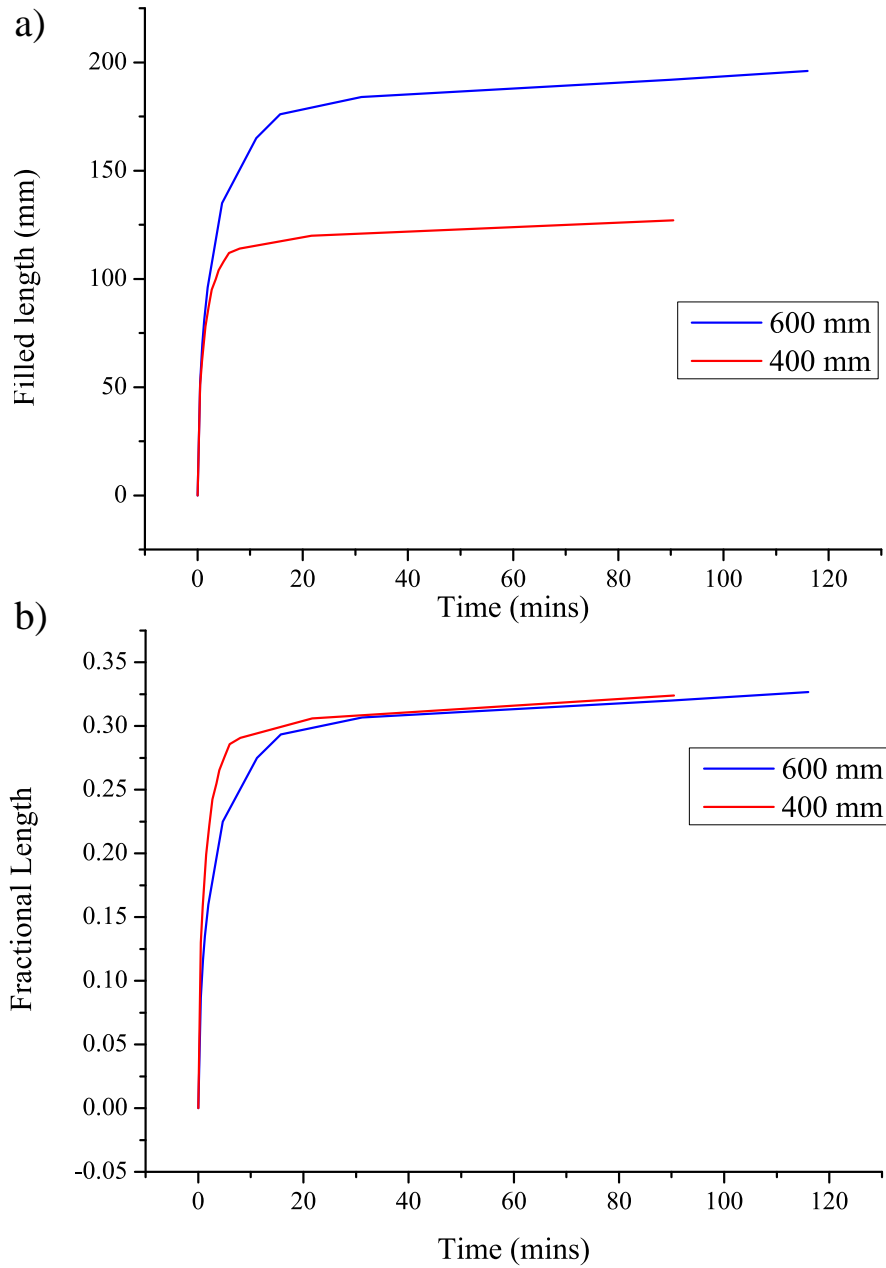 a)
200
150
100
50
0
Filled length (mm)
600 mm
400 mm
0 20 40 60 80 100 120
Time (mins)
b)
0.35
0.30
0.25
0.20
0.15
0.10
0.05
0.00
-0.05
Fractional Length
600 mm
400 mm
0 20 40 60 80 100 120
Time (mins)